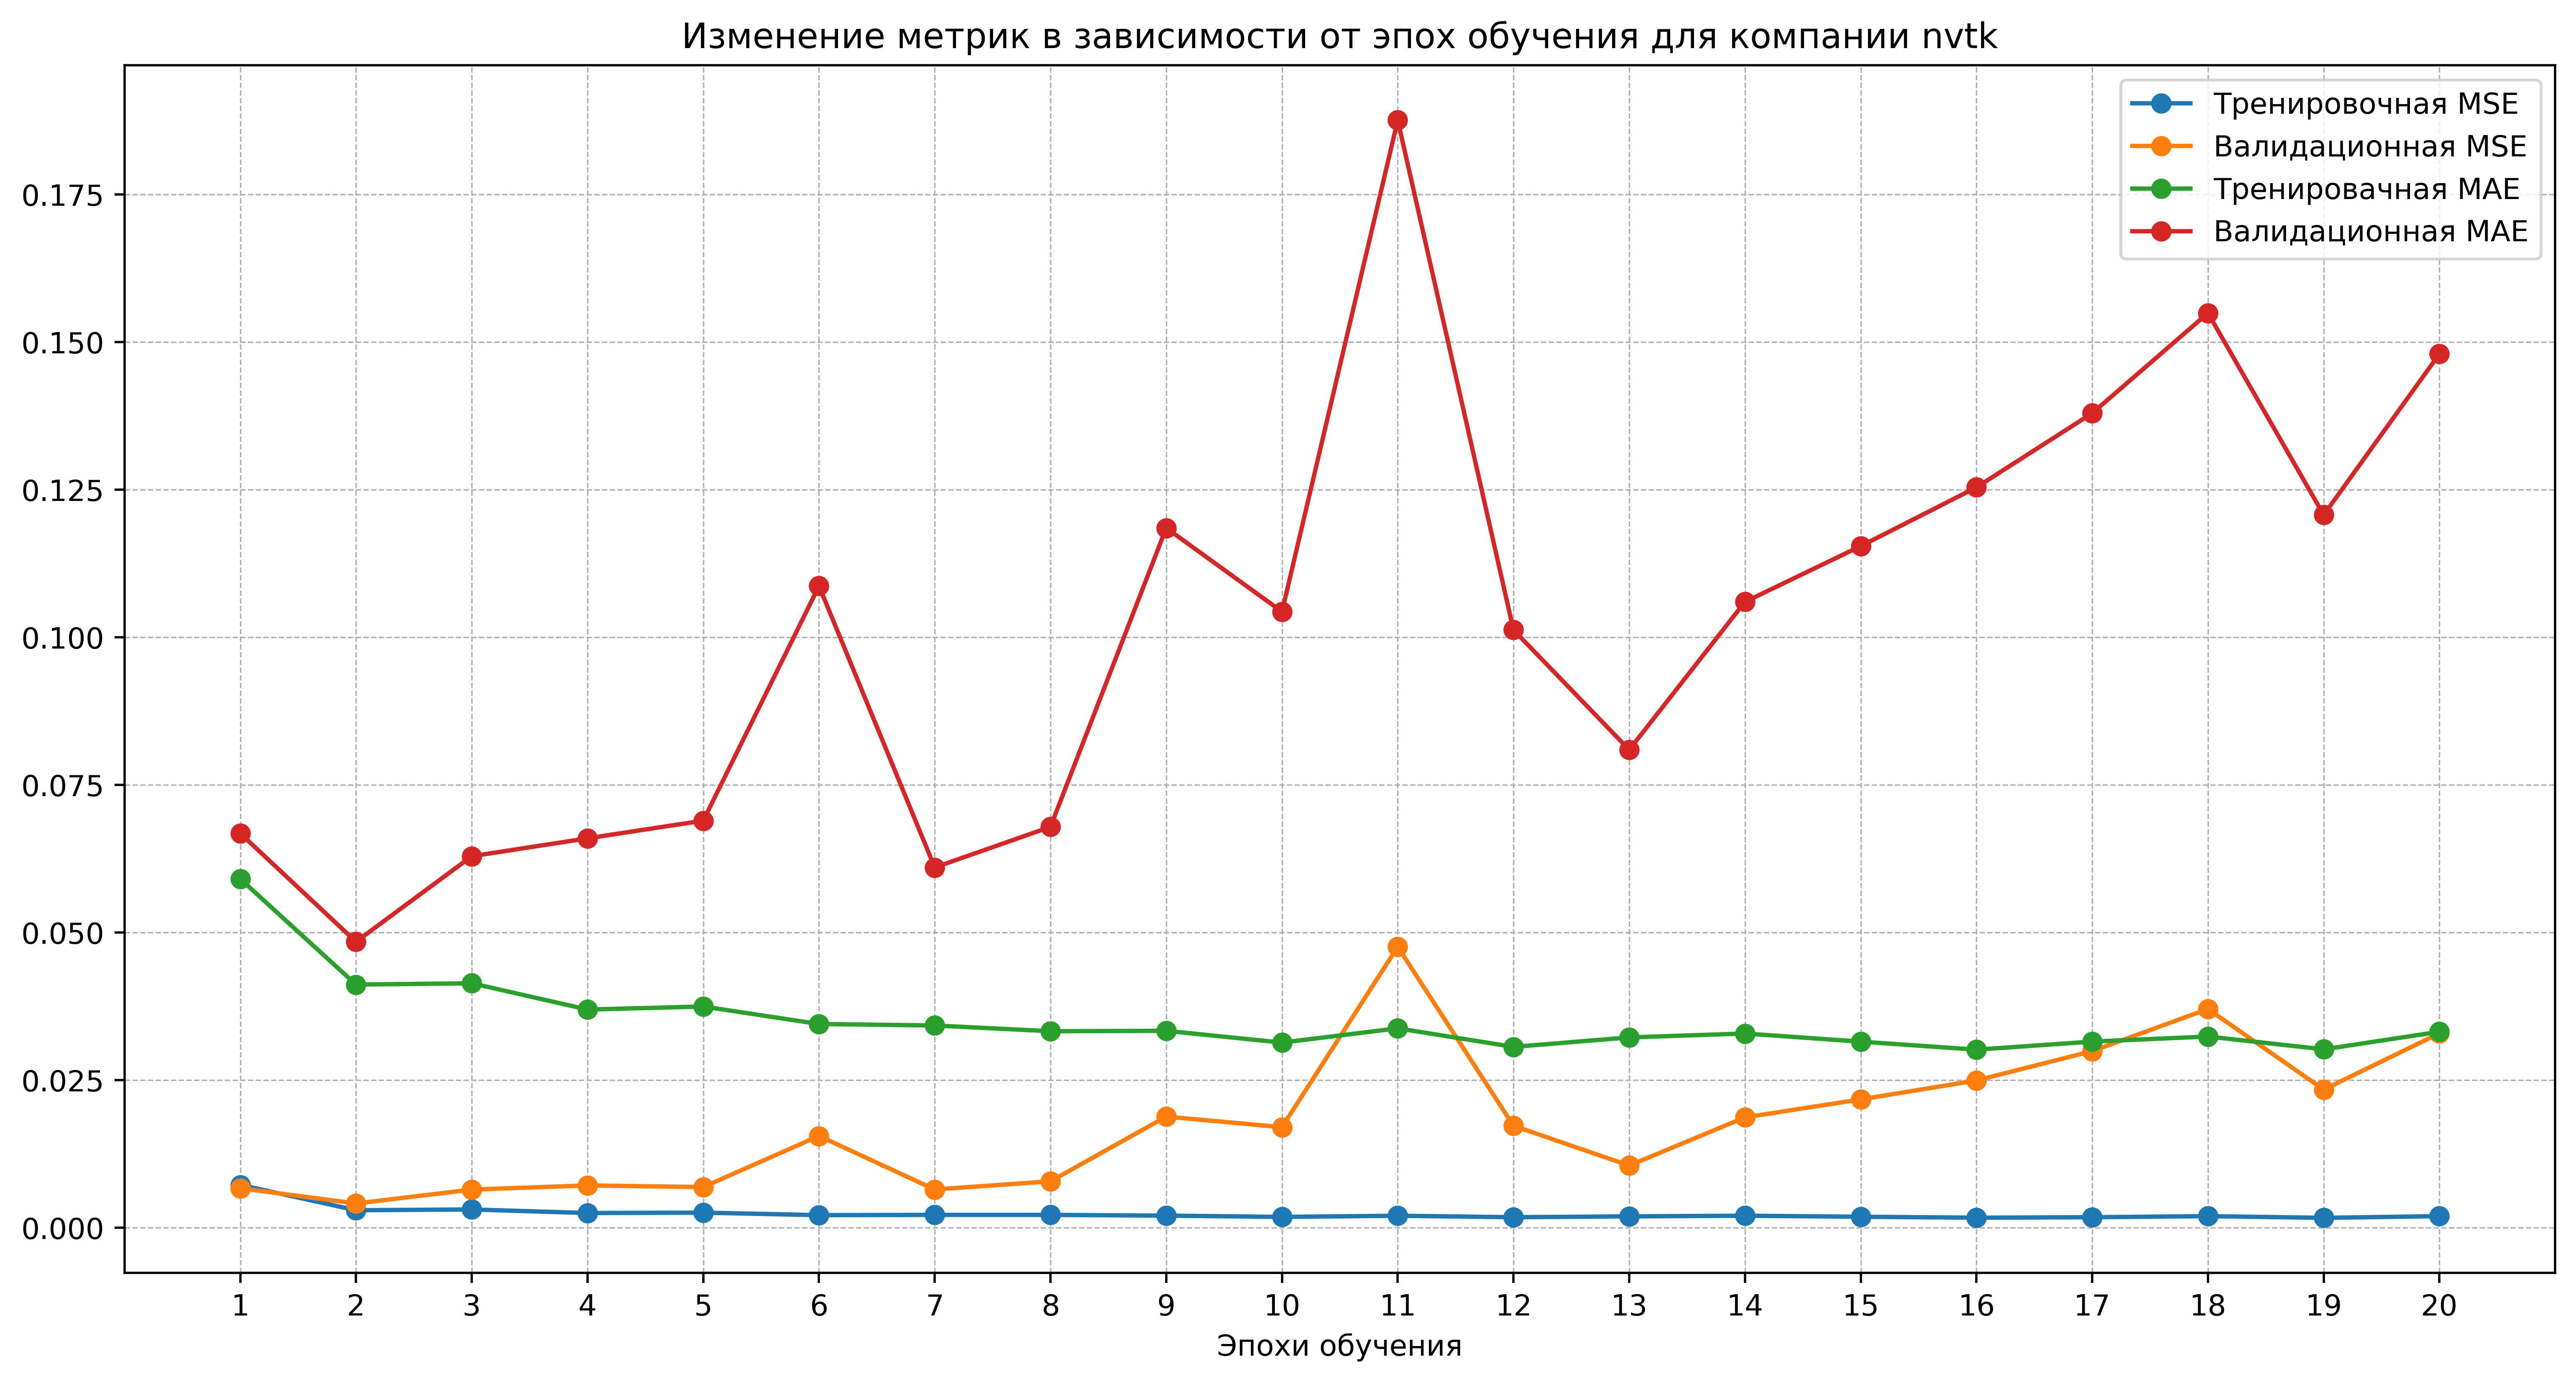 Изменение метрик в зависимости от эпох обучения для компании nvtk
Тренировочная MSE
Валидационная MSE
Тренировачная MAE
Валидационная MAE
0.175
0.150
0.125
0.100
0.075
0.050
0.025
0.000
1 2 3 4 5 6 7 8 9 10 11 12 13 14 15 16 17 18 19 20
Эпохи обучения